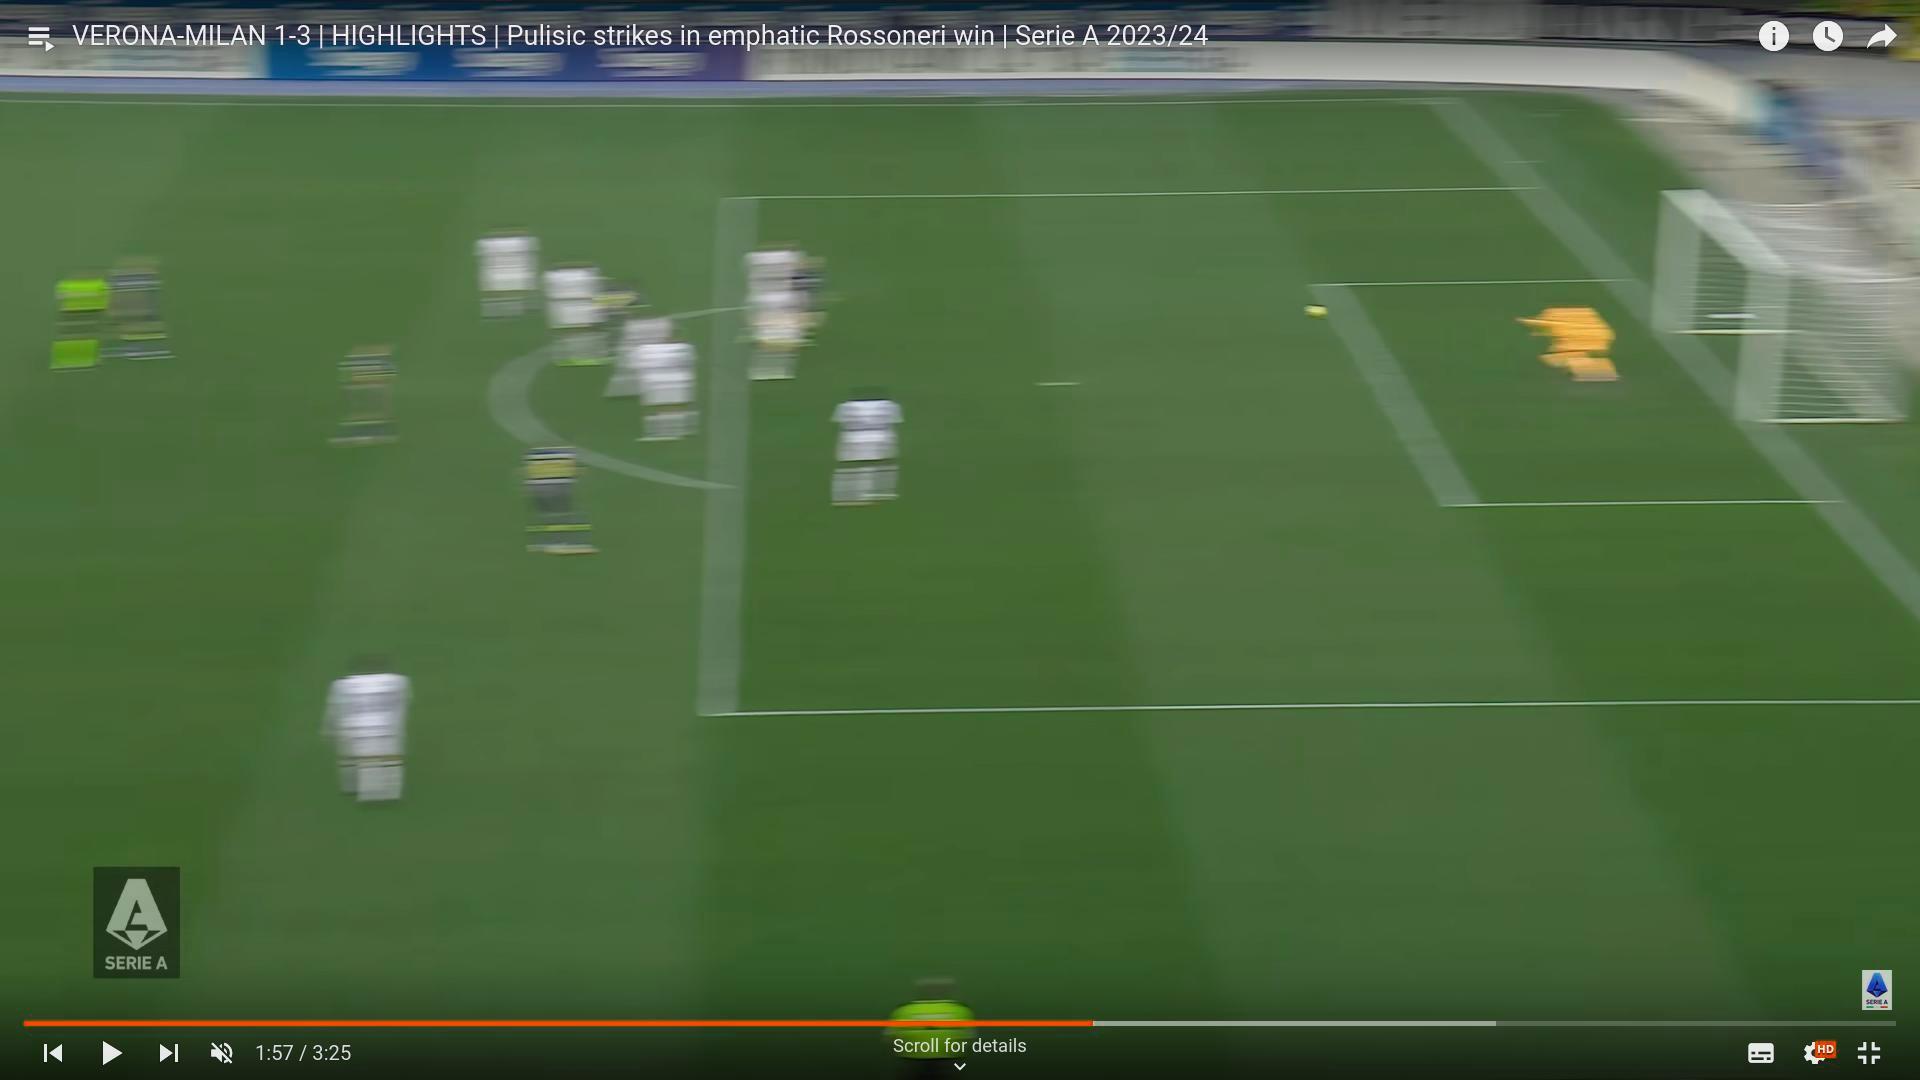 VERONA-MILAN 1-3 | HIGHLIGHTS | Pulisic strikes in emphatic Rossoneri win | Serie A 2023/24
SERIE A
SERIE A
Scroll for details
1:57 / 3:25
HD